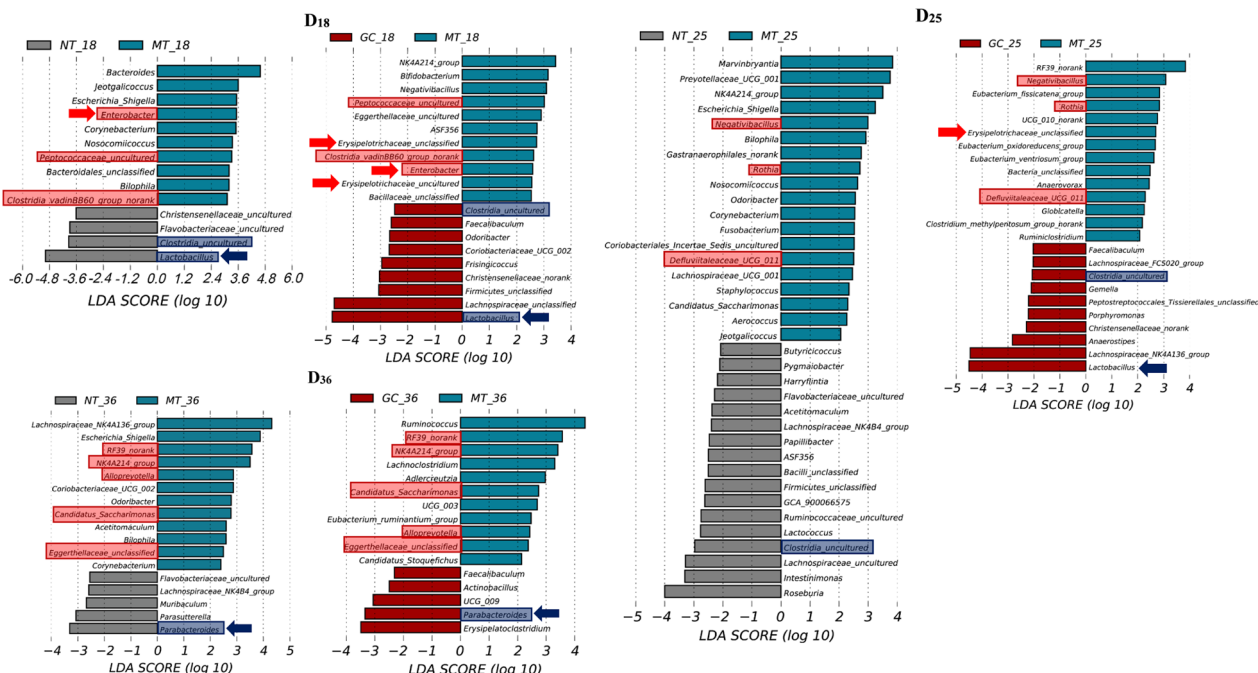 D18
NT_18 MT_18
Bacteroides
Jeotgalicoccus
Escherichia_Shigella
Enterobacter
Corynebacterium
Nosocomiicoccus
Peptococcaceae_uncultured
Bacteroidales_unclassified
Bilophila
Clostridia_vadinBB60_group_norank
Christensenellaceae_uncultured
Flavobacteriaceae_uncultured
Clostridia_uncultured
Lactobacillus
−6.0 −4.8 −3.6 −2.4 −1.2 0.0 1.2 2.4 3.6 4.8 6.0
LDA SCORE (log 10)
GC_18 MT_18
NK4A214_group
Bifidobacterium
Negativibacillus
Peptococcaceae_uncultured
Eggerthellaceae_uncultured
ASF356
Erysipelotrichaceae_unclassified
Clostridia_vadinBB60_group_norank
Enterobacter
Erysipelotrichaceae_uncultured
Bacillaceae_unclassified
Clostridia_uncultured
Faecalibaculum
Odoribacter
Coriobacteriaceae_UCG_002
Frisingicoccus
Christensenellaceae_norank
Firmicutes_unclassified
Lachnospiraceae_unclassified
Lactobacillus
−5 −4 −3 −2 −1 0 1 2 3 4
LDA SCORE (log 10)
D25
NT_25 MT_25
Marvinbryantia
Prevotellaceae_UCG_001
NK4A214_group
Escherichia_Shigella
Negativibacillus
Bilophila
Gastranaerophilales_norank
Rothia
Nosocomiicoccus
Odoribacter
Corynebacterium
Fusobacterium
Coriobacteriales_Incertae_Sedis_uncultured
Defluviitaleaceae_UCG_011
Lachnospiraceae_UCG_001
Staphylococcus
Candidatus_Saccharimonas
Aerococcus
Jeotgalicoccus
Butyricicoccus
Pygmaiobacter
Harryflintia
Flavobacteriaceae_uncultured
Acetitomaculum
Lachnospiraceae_NK4B4_group
Papillibacter
ASF356
Bacilli_unclassified
Firmicutes_unclassified
GCA_900066575
Ruminococcaceae_uncultured
Lactococcus
Clostridia_uncultured
Lachnospiraceae_uncultured
Intestinimonas
Roseburia
−5 −4 −3 −2 −1 0 1 2 3 4
LDA SCORE (log 10)
GC_25 MT_25
RF39_norank
Negativibacillus
Eubacterium_fissicatena_group
Rothia
UCG_010_norank
Erysipelotrichaceae_unclassified
Eubacterium_oxidoreducens_group
Eubacterium_ventriosum_group
Bacteria_unclassified
Anaerovorax
Defluviitaleaceae_UCG_011
Globicatella
Clostridium_methylpentosum_group_norank
Ruminiclostridium
Faecalibaculum
Lachnospiraceae_FCS020_group
Clostridia_uncultured
Gemella
Peptostreptococcales_Tissierellales_unclassified
Porphyromonas
Christensenellaceae_norank
Anaerostipes
Lachnospiraceae_NK4A136_group
Lactobacillus
−5 −4 −3 −2 −1 0 1 2 3 4
LDA SCORE (log 10)
D36
NT_36 MT_36
Lachnospiraceae_NK4A136_group
Escherichia_Shigella
RF39_norank
NK4A214_group
Alloprevotella
Coriobacteriaceae_UCG_002
Odoribacter
Candidatus_Saccharimonas
Acetitomaculum
Bilophila
Eggerthellaceae_unclassified
Corynebacterium
Flavobacteriaceae_uncultured
Lachnospiraceae_NK4B4_group
Muribaculum
Parasutterella
Parabacteroides
−4 −3 −2 −1 0 1 2 3 4 5
LDA SCORE (log 10)
GC_36 MT_36
Ruminococcus
RF39_norank
NK4A214_group
Lachnoclostridium
Adlercreutzia
Candidatus_Saccharimonas
UCG_003
Eubacterium_ruminantium_group
Alloprevotella
Eggerthellaceae_unclassified
Candidatus_Stoquefichus
Faecalibaculum
Actinobacillus
UCG_009
Parabacteroides
Erysipelatoclostridium
−4 −3 −2 −1 0 1 2 3 4 5
LDA SCORE (log 10)